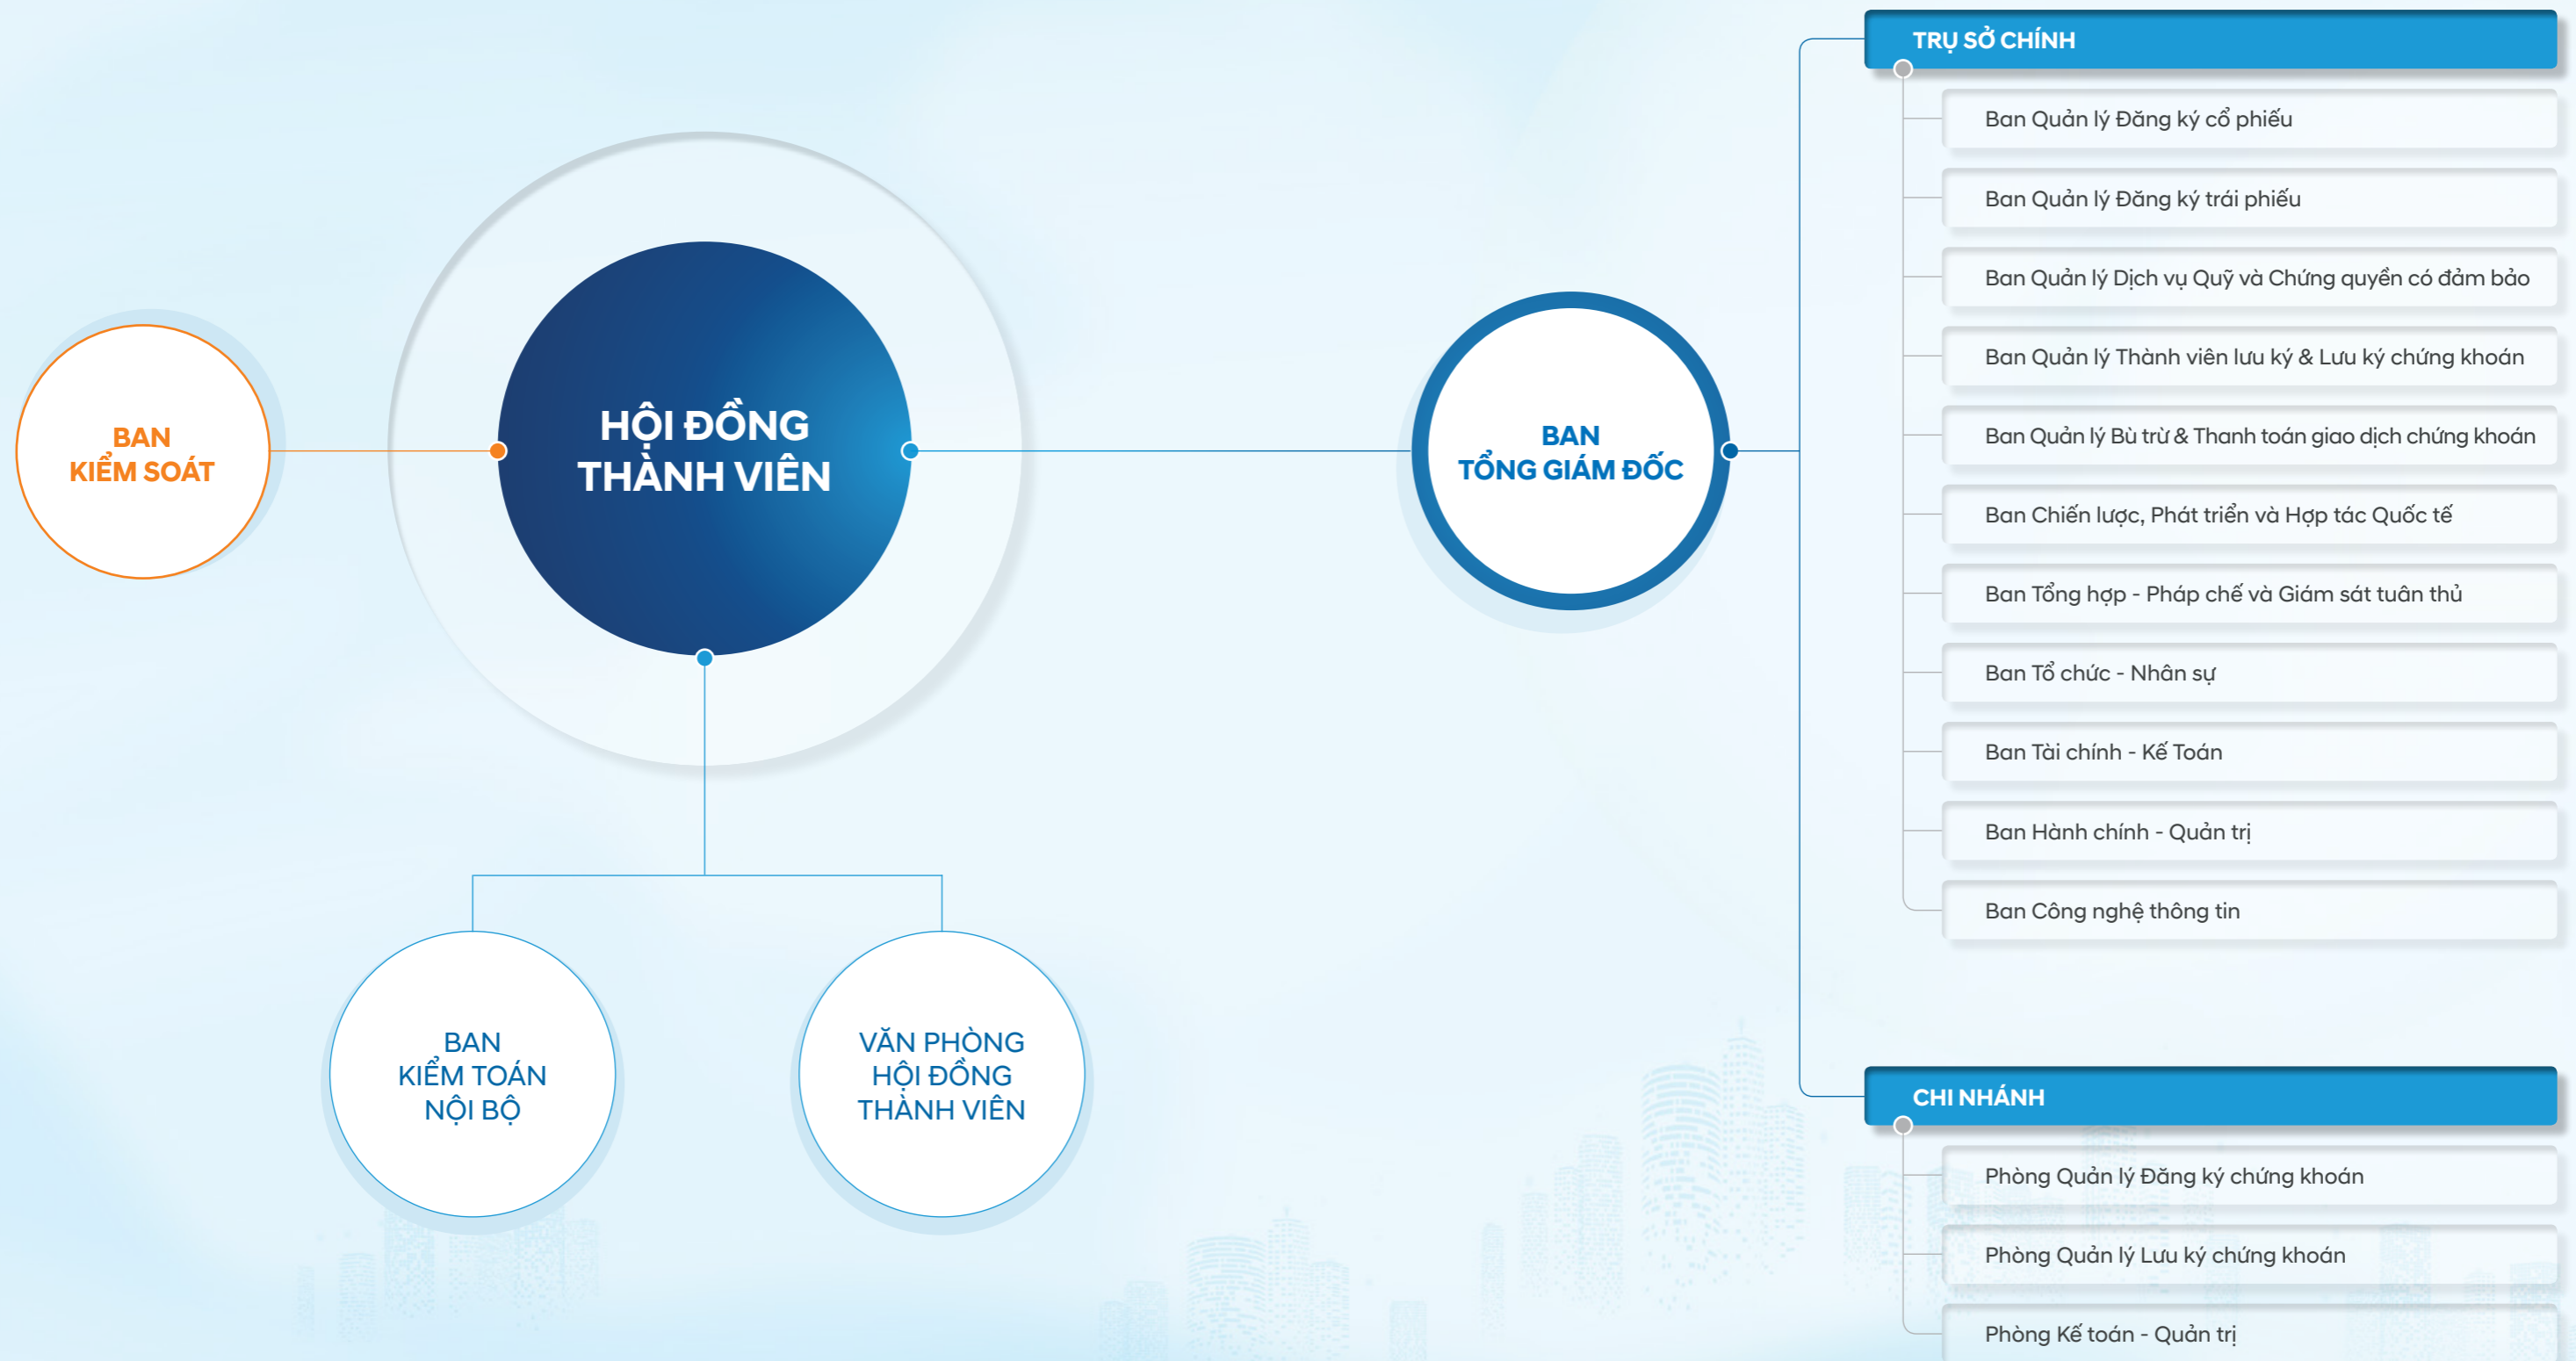 BAN
KIỂM SOÁT
HỘI ĐỒNG
THÀNH VIÊN
BAN
KIỂM TOÁN
NỘI BỘ
VĂN PHÒNG
HỘI ĐỒNG
THÀNH VIÊN
BAN
TỔNG GIÁM ĐỐC
TRỤ SỞ CHÍNH
Ban Quản lý Đăng ký cổ phiếu
Ban Quản lý Đăng ký trái phiếu
Ban Quản lý Dịch vụ Quỹ và Chứng quyền có đảm bảo
Ban Quản lý Thành viên lưu ký & Lưu ký chứng khoán
Ban Quản lý Bù trừ & Thanh toán giao dịch chứng khoán
Ban Chiến lược, Phát triển và Hợp tác Quốc tế
Ban Tổng hợp - Pháp chế và Giám sát tuân thủ
Ban Tổ chức - Nhân sự
Ban Tài chính - Kế Toán
Ban Hành chính - Quản trị
Ban Công nghệ thông tin
CHI NHÁNH
Phòng Quản lý Đăng ký chứng khoán
Phòng Quản lý Lưu ký chứng khoán
Phòng Kế toán - Quản trị